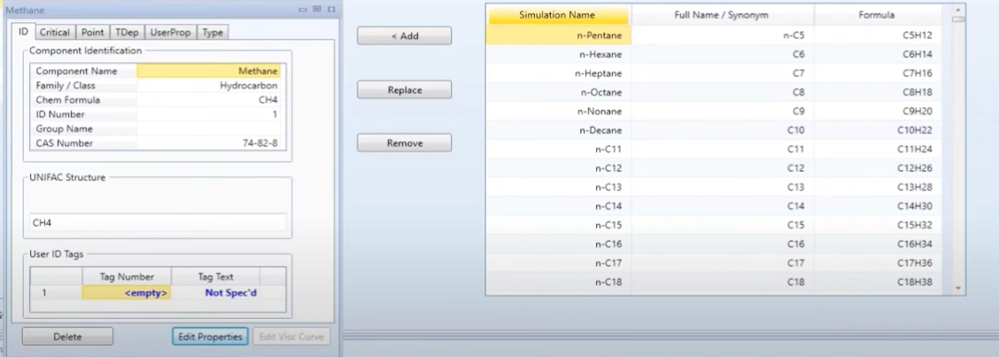 Methane
ID Critical Point TDep UserProp Type
Component Identification
Component Name Methane
Family / Class Hydrocarbon
Chem Formula CH4
ID Number 1
Group Name
CAS Number 74-82-8
UNIFAC Structure
CH4
User ID Tags
Tag Number Tag Text
1 <empty> Not Spec'd
Delete Edit Properties Edit Visc Curve
< Add
Replace
Remove
Simulation Name Full Name / Synonym Formula
n-Pentane n-C5 C5H12
n-Hexane C6 C6H14
n-Heptane C7 C7H16
n-Octane C8 C8H18
n-Nonane C9 C9H20
n-Decane C10 C10H22
n-C11 C11 C11H24
n-C12 C12 C12H26
n-C13 C13 C13H28
n-C14 C14 C14H30
n-C15 C15 C15H32
n-C16 C16 C16H34
n-C17 C17 C17H36
n-C18 C18 C18H38